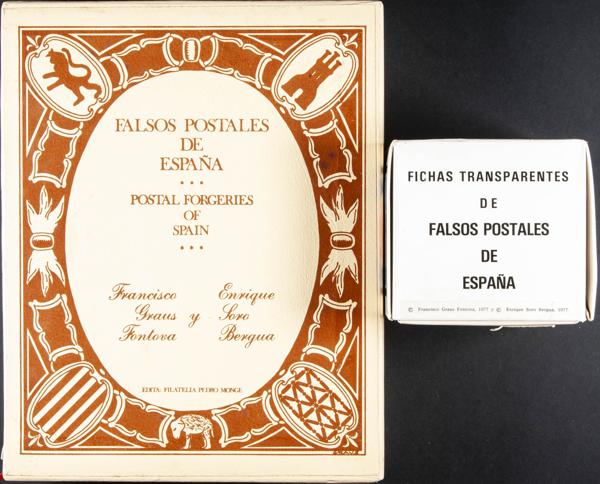 FALSOS POSTALES
DE
ESPAÑA
POSTAL FORGERIES
OF
SPAIN
Francisco Enrique
Graus y Soro
Fontova Bergua
EDITA: FILATELIA PEDRO MONGE
FICHAS TRANSPARENTES
DE
FALSOS POSTALES
DE
ESPAÑA
© Francisco Graus Fontova, 1977 y © Enrique Soro Bergua, 1977.